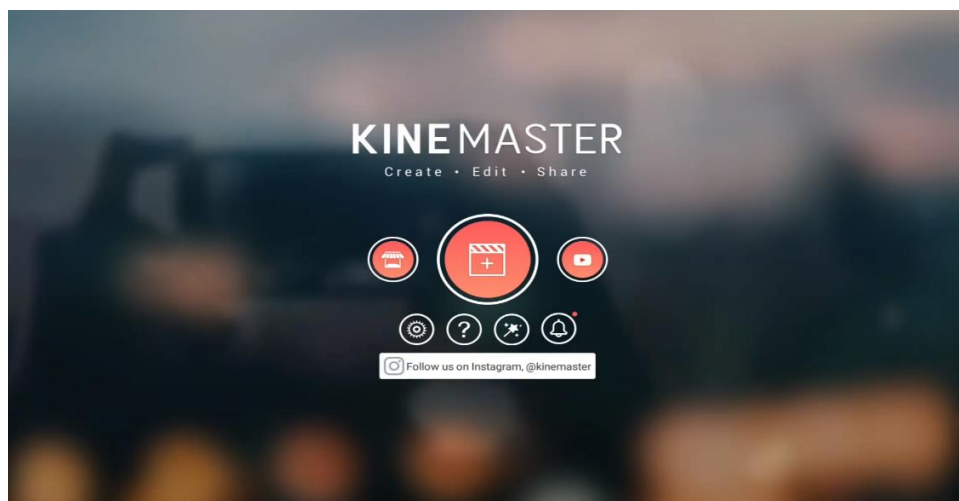 KINEMASTER
Create • Edit • Share
?
Follow us on Instagram, @kinemaster